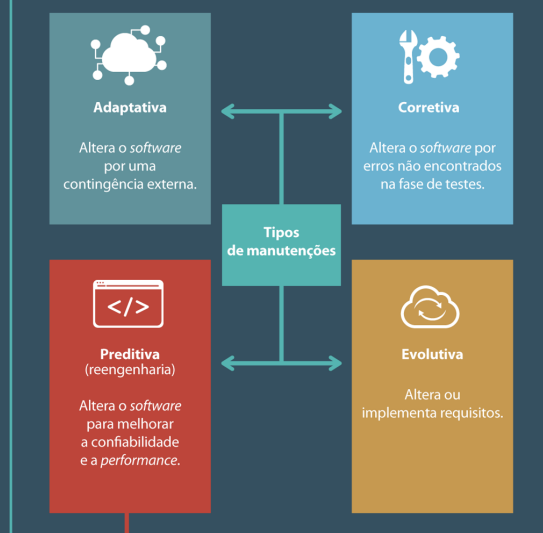 Adaptativa
Altera o software
por uma
contingência externa.
Corretiva
Altera o software por
erros não encontrados
na fase de testes.
Tipos
de manutenções
</>
Preditiva
(reengenharia)
Altera o software
para melhorar
a confiabilidade
e a performance.
Evolutiva
Altera ou
implementa requisitos.